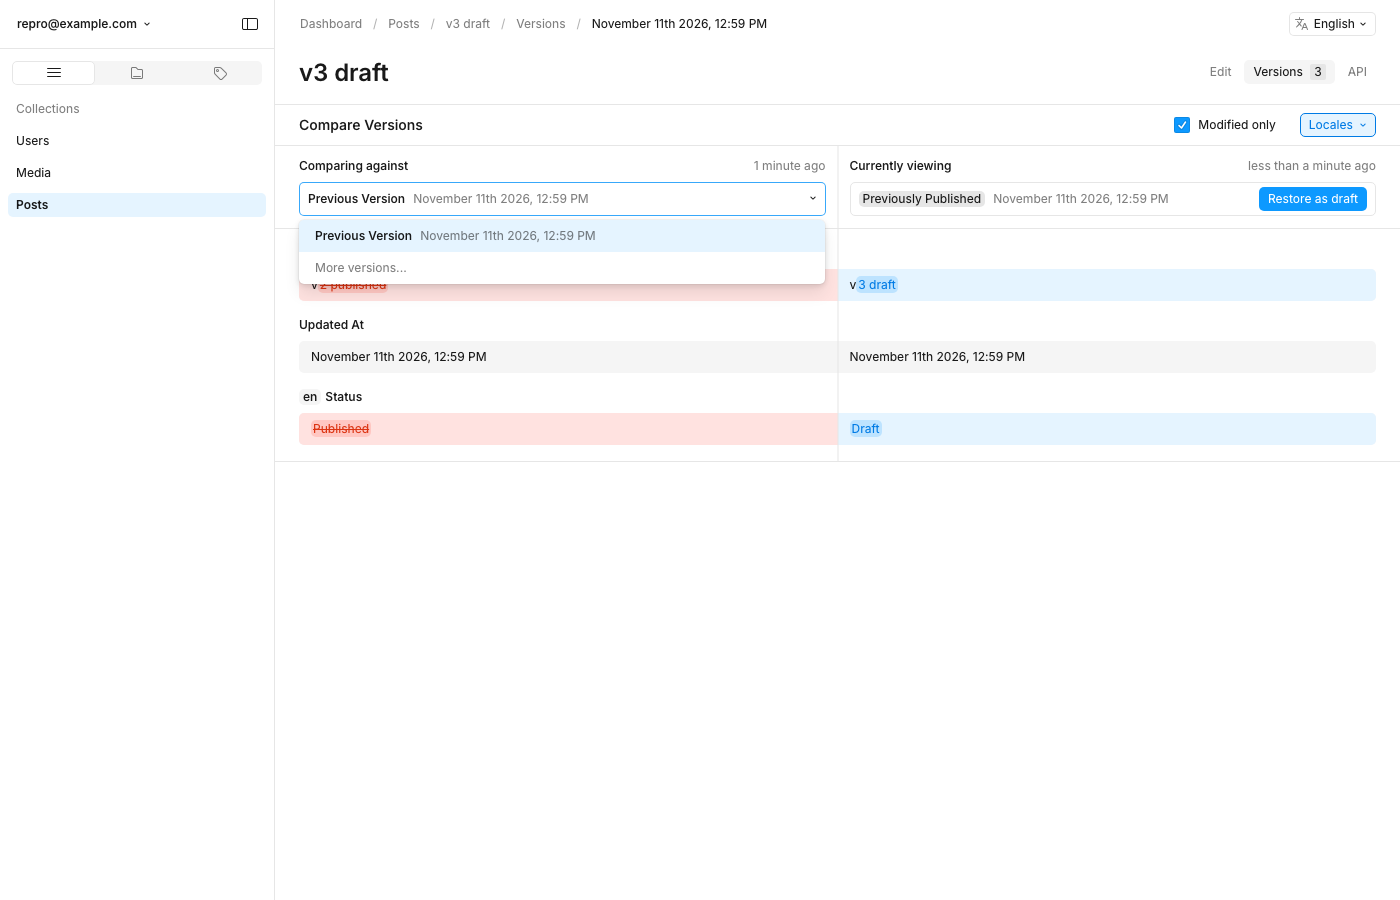 repro@example.com
Dashboard / Posts / v3 draft / Versions / November 11th 2026, 12:59 PM
English
Collections
Users
Media
Posts
v3 draft
Edit
Versions 3
API
Compare Versions
Modified only
Locales
Comparing against
1 minute ago
Previous Version November 11th 2026, 12:59 PM
Previous Version November 11th 2026, 12:59 PM
More versions...
Currently viewing
less than a minute ago
Previously Published November 11th 2026, 12:59 PM
Restore as draft
v2 published
v3 draft
Updated At
November 11th 2026, 12:59 PM
November 11th 2026, 12:59 PM
en Status
Published
Draft